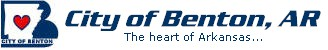 City of Benton, AR
The heart of Arkansas...
CITY OF BENTON